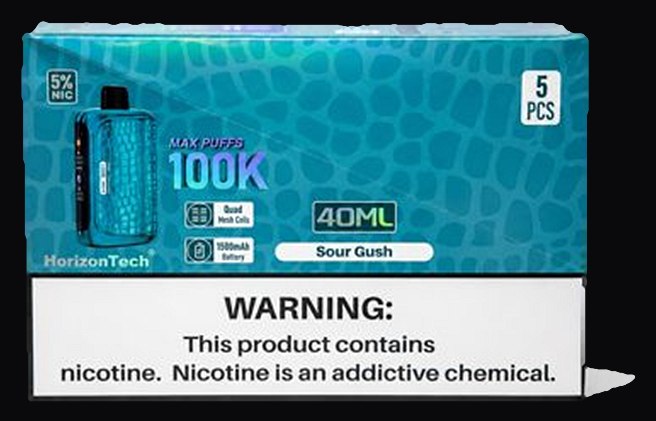 5%
NIC
5
PCS
MAX PUFFS
100K
Quad
Mesh Coils
40ML
1500mAh
Battery
Sour Gush
HorizonTech
WARNING:
This product contains
nicotine. Nicotine is an addictive chemical.